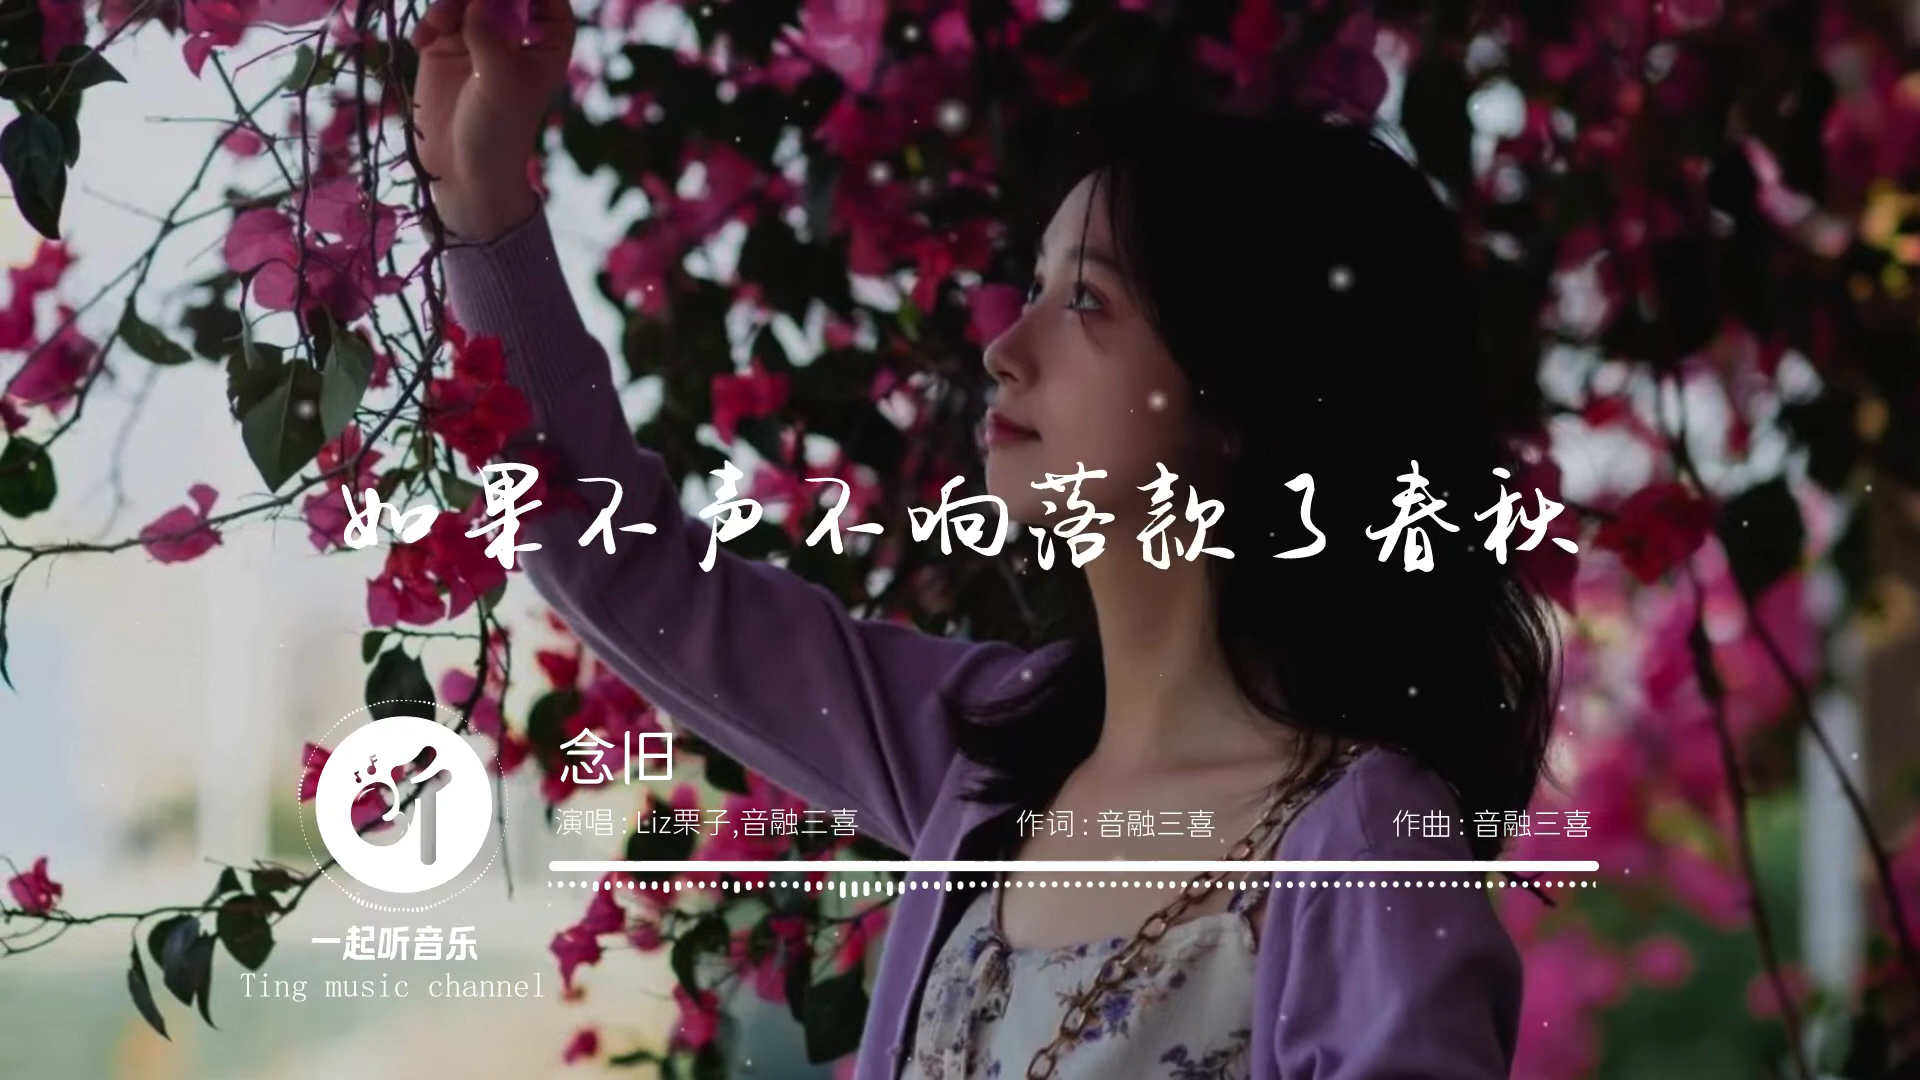 如果不声不响落款了春秋
念旧
演唱 : Liz栗子,音融三喜
作词 : 音融三喜
作曲 : 音融三喜
听
一起听音乐
Ting music channel